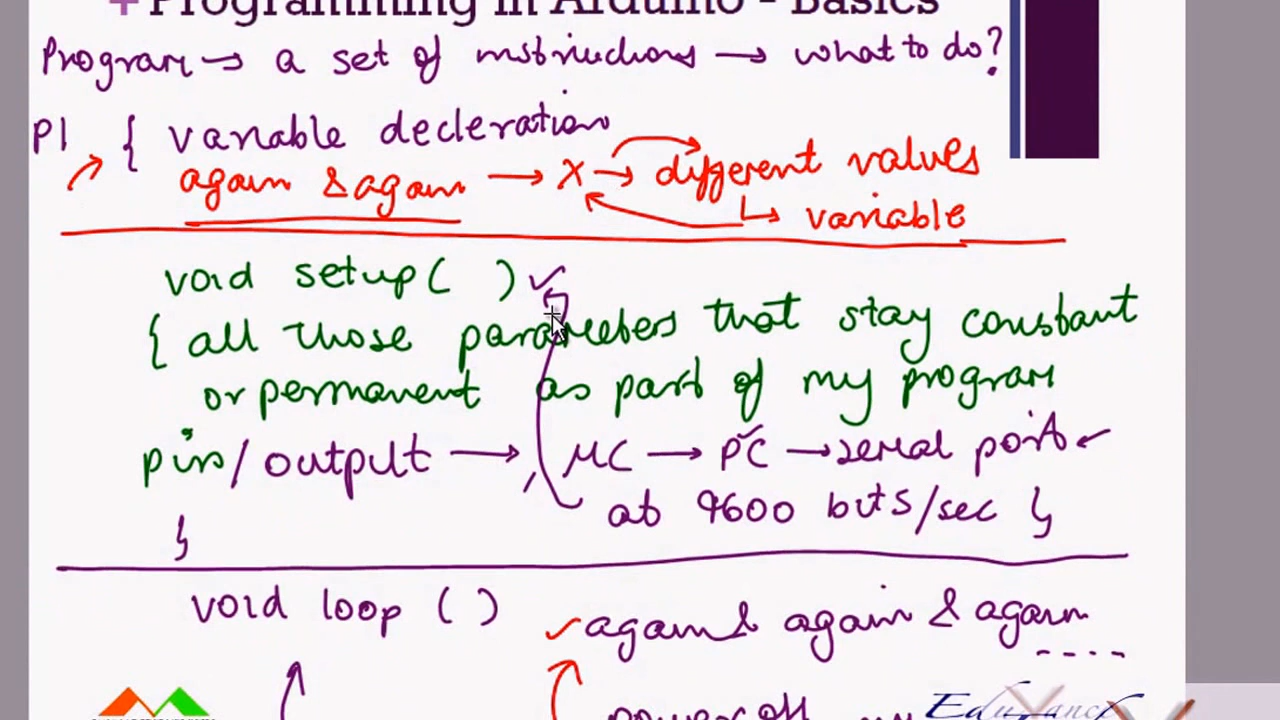 +Programming in Arduino - Basics
Program → a set of instructions → what to do?
P1 { variable decleration
again & again → x → different values
↳ variable
void setup( ) ✓
{ all those parameters that stay constant
or permanent as part of my program
pin / output → μC → PC → serial port
at 9600 bits/sec }
}
void loop ( )
✓ again & again & again
----
power off